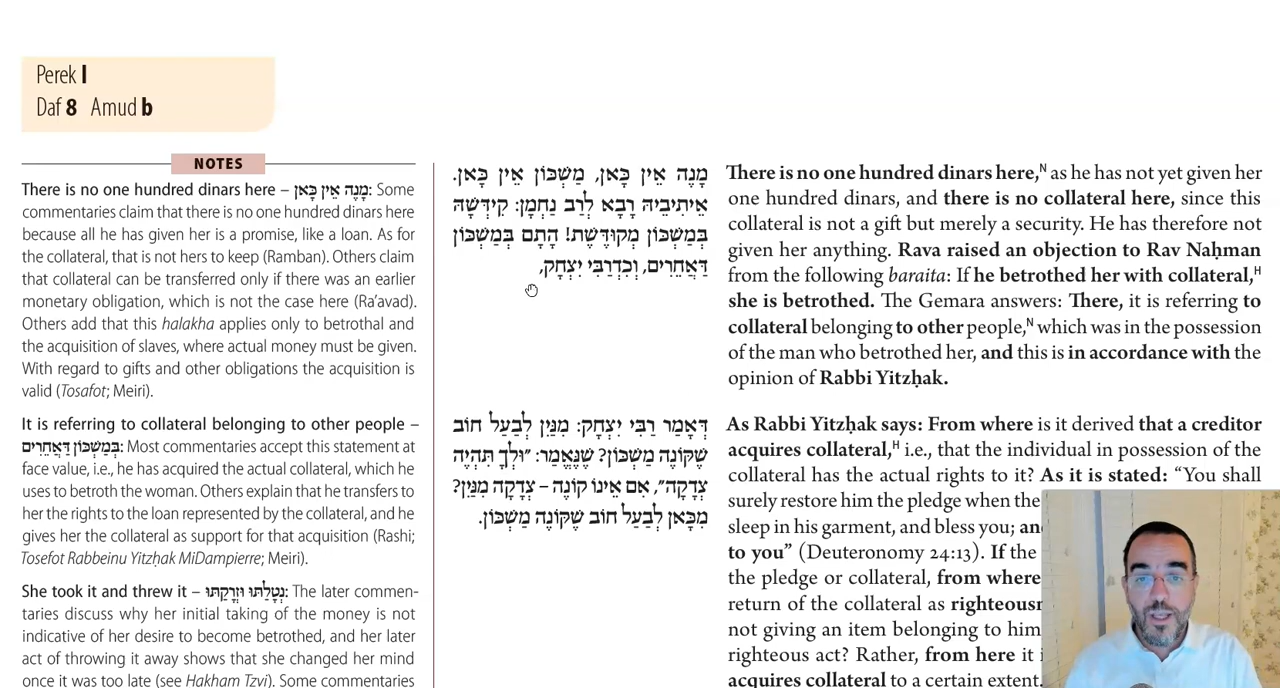 Perek I
Daf 8 Amud b
NOTES
There is no one hundred dinars here – מָנֶה אֵין כָּאן: Some
commentaries claim that there is no one hundred dinars here
because all he has given her is a promise, like a loan. As for
the collateral, that is not hers to keep (Ramban). Others claim
that collateral can be transferred only if there was an earlier
monetary obligation, which is not the case here (Ra'avad).
Others add that this halakha applies only to betrothal and
the acquisition of slaves, where actual money must be given.
With regard to gifts and other obligations the acquisition is
valid (Tosafot; Meiri).
It is referring to collateral belonging to other people –
בְּמַשְׁכּוֹן דַּאֲחֵרִים: Most commentaries accept this statement at
face value, i.e., he has acquired the actual collateral, which he
uses to betroth the woman. Others explain that he transfers to
her the rights to the loan represented by the collateral, and he
gives her the collateral as support for that acquisition (Rashi;
Tosefot Rabbeinu Yitzḥak MiDampierre; Meiri).
She took it and threw it – נְטָלַתּוּ וּזְרָקַתּוּ: The later commen-
taries discuss why her initial taking of the money is not
indicative of her desire to become betrothed, and her later
act of throwing it away shows that she changed her mind
once it was too late (see Hakham Tzvi). Some commentaries
מָנֶה אֵין כָּאן, מַשְׁכּוֹן אֵין כָּאן.
אֵיתִיבֵיהּ רָבָא לְרַב נַחְמָן: קִידְּשָׁהּ
בְּמַשְׁכּוֹן מְקוּדֶּשֶׁת! הָתָם בְּמַשְׁכּוֹן
דַּאֲחֵרִים, וְכִדְרַבִּי יִצְחָק,
דְּאָמַר רַבִּי יִצְחָק: מִנַּיִן לְבַעַל חוֹב
שֶׁקּוֹנֶה מַשְׁכּוֹן? שֶׁנֶּאֱמַר: ״וּלְךָ תִּהְיֶה
צְדָקָה״, אִם אֵינוֹ קוֹנֶה – צְדָקָה מִנַּיִן?
מִכָּאן לְבַעַל חוֹב שֶׁקּוֹנֶה מַשְׁכּוֹן.
There is no one hundred dinars here,ᴺ as he has not yet given her
one hundred dinars, and there is no collateral here, since this
collateral is not a gift but merely a security. He has therefore not
given her anything. Rava raised an objection to Rav Naḥman
from the following baraita: If he betrothed her with collateral,ᴴ
she is betrothed. The Gemara answers: There, it is referring to
collateral belonging to other people,ᴺ which was in the possession
of the man who betrothed her, and this is in accordance with the
opinion of Rabbi Yitzḥak.
As Rabbi Yitzḥak says: From where is it derived that a creditor
acquires collateral,ᴴ i.e., that the individual in possession of the
collateral has the actual rights to it? As it is stated: "You shall
surely restore him the pledge when the
sleep in his garment, and bless you;
to you" (Deuteronomy 24:13). If the
the pledge or collateral, from where
return of the collateral as
not giving an item belonging to him
righteous act? Rather, from here it
acquires collateral to a certain extent.